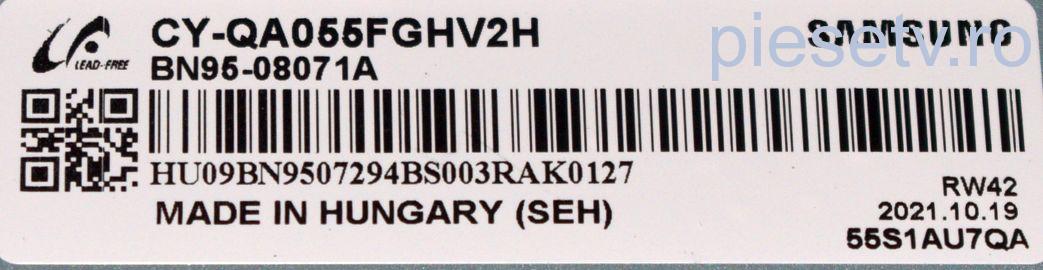 CY-QA055FGHV2H
SAMSUNG
piesetv.ro
LEAD-FREE
BN95-08071A
HU09BN9507294BS003RAK0127
MADE IN HUNGARY (SEH)
RW42
2021.10.19
55S1AU7QA